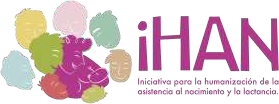 iHAN
Iniciativa para la humanización de la
asistencia al nacimiento y la lactancia.